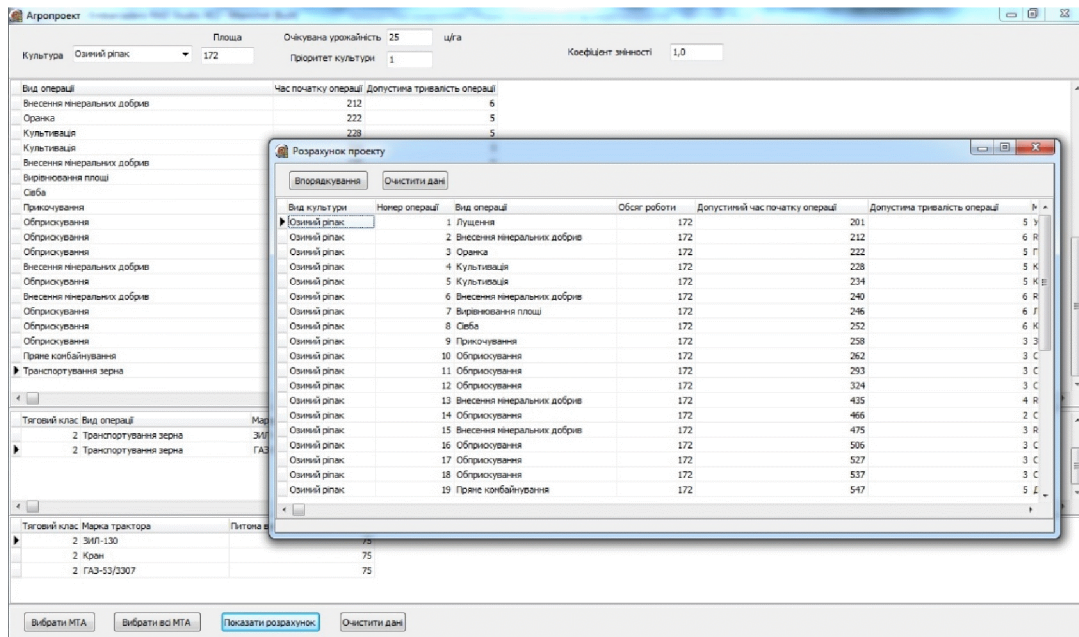 Агропроект
Площа Очікувана урожайність 25 ц/га
Культура Озимий ріпак 172 Пріоритет культури 1 Коефіцієнт змінності 1,0
Вид операції Час початку операції Допустима тривалість операції
Внесення мінеральних добрив 212 6
Оранка 222 5
Культивація 228 5
Культивація
Внесення мінеральних добрив
Вирівнювання площі
Сівба
Прикочування
Обприскування
Обприскування
Обприскування
Внесення мінеральних добрив
Обприскування
Внесення мінеральних добрив
Обприскування
Обприскування
Обприскування
Пряме комбайнування
Транспортування зерна
Розрахунок проекту
Впорядкування Очистити дані
Вид культури Номер операції Вид операції Обсяг роботи Допустимий час початку операції Допустима тривалість операції
Озимий ріпак 1 Лущення 172 201 5
Озимий ріпак 2 Внесення мінеральних добрив 172 212 6 R
Озимий ріпак 3 Оранка 172 222 5
Озимий ріпак 4 Культивація 172 228 5 К
Озимий ріпак 5 Культивація 172 234 5 К
Озимий ріпак 6 Внесення мінеральних добрив 172 240 6 R
Озимий ріпак 7 Вирівнювання площі 172 246 6
Озимий ріпак 8 Сівба 172 252 6 К
Озимий ріпак 9 Прикочування 172 258 3 З
Озимий ріпак 10 Обприскування 172 262 3 С
Озимий ріпак 11 Обприскування 172 293 3 С
Озимий ріпак 12 Обприскування 172 324 3 С
Озимий ріпак 13 Внесення мінеральних добрив 172 435 4 R
Озимий ріпак 14 Обприскування 172 466 2 С
Озимий ріпак 15 Внесення мінеральних добрив 172 475 3 R
Озимий ріпак 16 Обприскування 172 506 3 С
Озимий ріпак 17 Обприскування 172 527 3 С
Озимий ріпак 18 Обприскування 172 537 3 С
Озимий ріпак 19 Пряме комбайнування 172 547 5
Тяговий клас Вид операції Мар
2 Транспортування зерна ЗИЛ
2 Транспортування зерна ГАЗ
Тяговий клас Марка трактора Питома в
2 ЗИЛ-130 75
2 Кран 75
2 ГАЗ-53/3307 75
Вибрати МТА Вибрати всі МТА Показати розрахунок Очистити дані